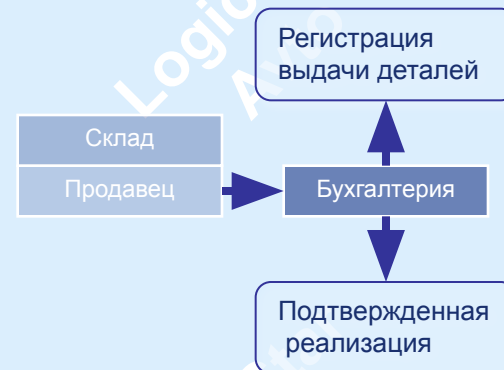 Регистрация
выдачи деталей
Склад
Продавец
Бухгалтерия
Подтвержденная
реализация